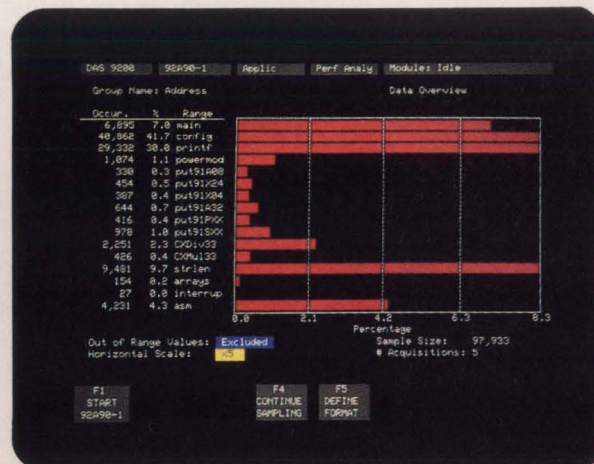 DAS 9200 92A90-1 Applic Perf Analy Module: Idle
Group Name: Address Data Overview
Occur. % Range
6,895 7.0 main
40,862 41.7 config
29,332 30.0 printf
1,074 1.1 powermod
330 0.3 put91A08
454 0.5 put91X24
387 0.4 put91X04
644 0.7 put91A32
416 0.4 put91PXX
978 1.0 put91SXX
2,251 2.3 CXDiv33
426 0.4 CXMul33
9,481 9.7 strlen
154 0.2 arrays
27 0.0 interrup
4,231 4.3 asm
0.0 2.1 4.2 6.3 8.3
Percentage
Out of Range Values: Excluded Sample Size: 97,933
Horizontal Scale: x5 # Acquisitions: 5
F1 F4 F5
START CONTINUE DEFINE
92A90-1 SAMPLING FORMAT